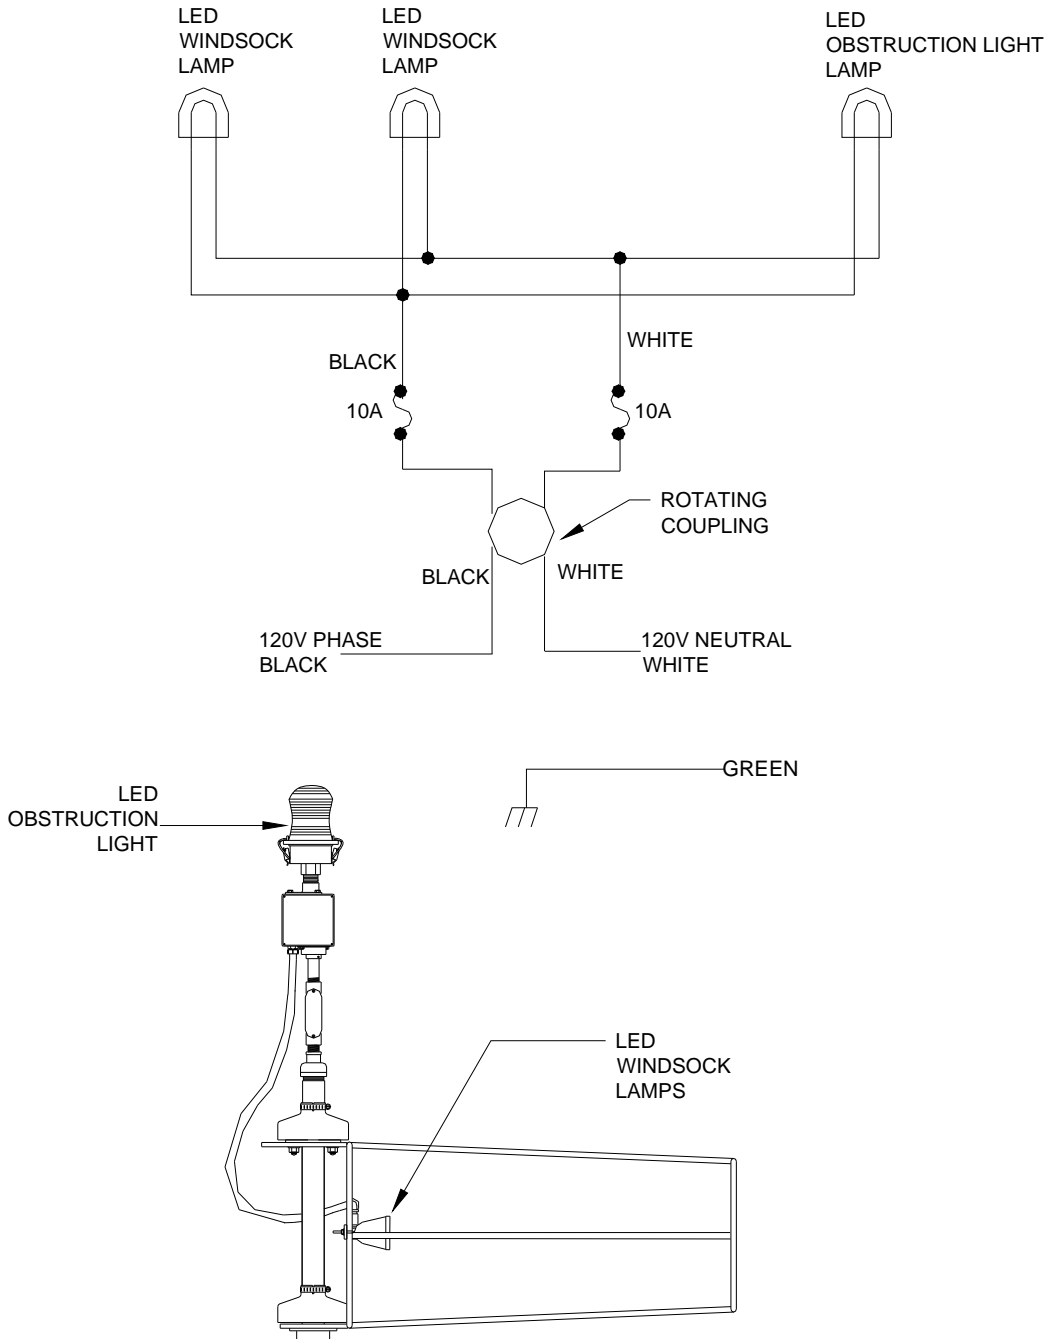 LED
WINDSOCK
LAMP
LED
WINDSOCK
LAMP
LED
OBSTRUCTION LIGHT
LAMP
BLACK
WHITE
10A
10A
ROTATING
COUPLING
BLACK
WHITE
120V PHASE
BLACK
120V NEUTRAL
WHITE
GREEN
LED
OBSTRUCTION
LIGHT
LED
WINDSOCK
LAMPS